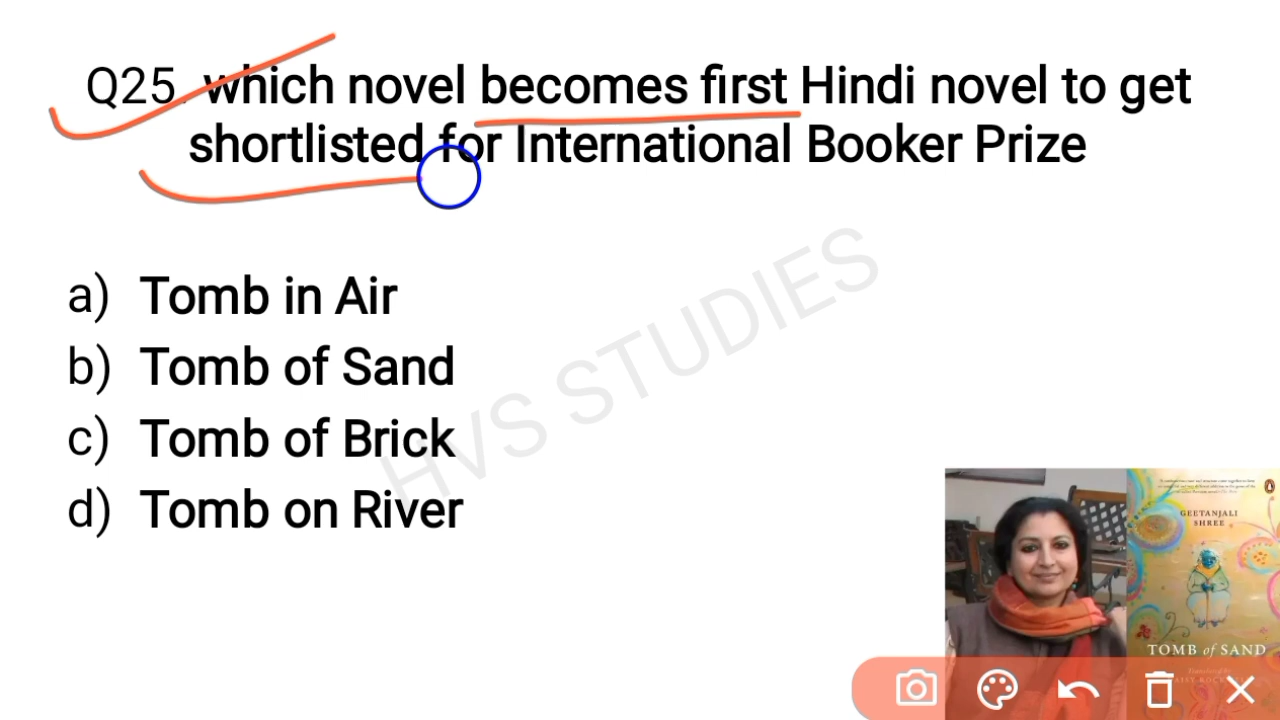 Q25. which novel becomes first Hindi novel to get
shortlisted for International Booker Prize
a) Tomb in Air
b) Tomb of Sand
c) Tomb of Brick
d) Tomb on River
HVS STUDIES
GEETANJALI
SHREE
TOMB of SAND